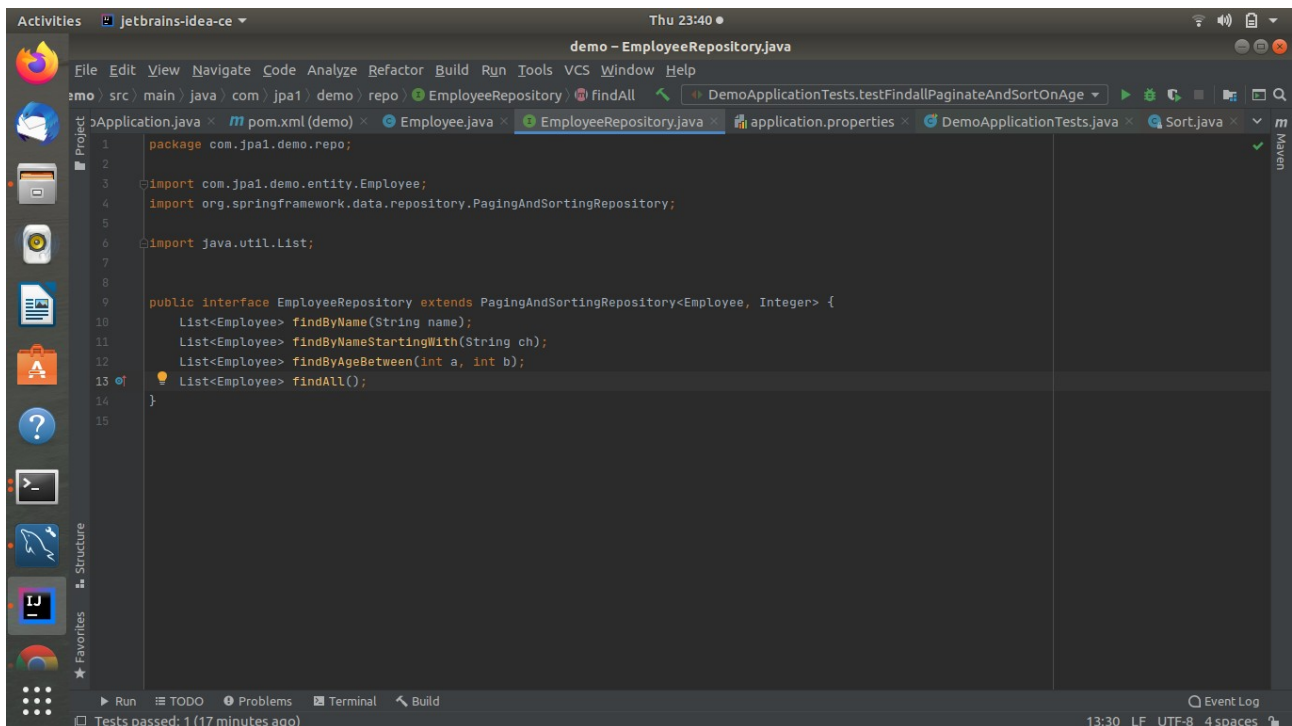 Activities jetbrains-idea-ce Thu 23:40
demo – EmployeeRepository.java
File Edit View Navigate Code Analyze Refactor Build Run Tools VCS Window Help
emo src main java com jpa1 demo repo EmployeeRepository findAll DemoApplicationTests.testFindallPaginateAndSortOnAge
oApplication.java pom.xml (demo) Employee.java EmployeeRepository.java application.properties DemoApplicationTests.java Sort.java
Project
Maven
1 package com.jpa1.demo.repo;
2
3 import com.jpa1.demo.entity.Employee;
4 import org.springframework.data.repository.PagingAndSortingRepository;
5
6 import java.util.List;
7
8
9 public interface EmployeeRepository extends PagingAndSortingRepository<Employee, Integer> {
10 List<Employee> findByName(String name);
11 List<Employee> findByNameStartingWith(String ch);
12 List<Employee> findByAgeBetween(int a, int b);
13 List<Employee> findAll();
14 }
15
Structure
Favorites
Run TODO Problems Terminal Build Event Log
Tests passed: 1 (17 minutes ago) 13:30 LF UTF-8 4 spaces